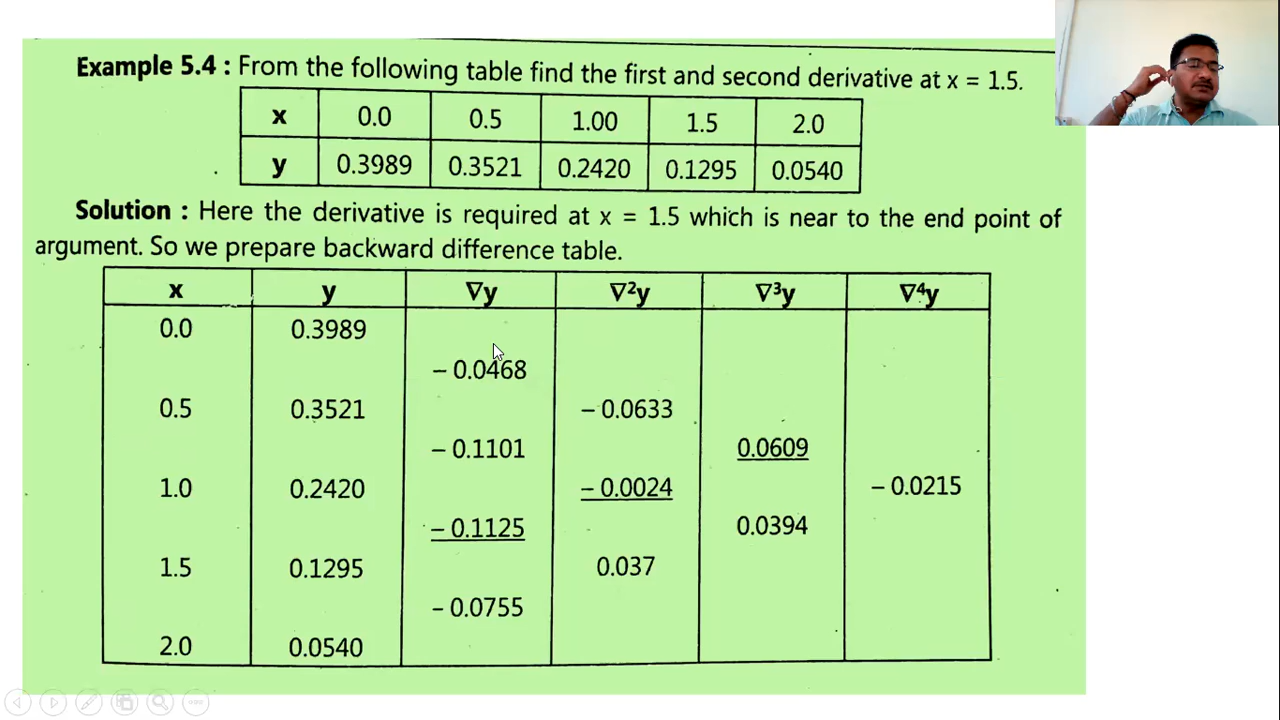 Example 5.4 : From the following table find the first and second derivative at x = 1.5.
x 0.0 0.5 1.00 1.5 2.0
y 0.3989 0.3521 0.2420 0.1295 0.0540
Solution : Here the derivative is required at x = 1.5 which is near to the end point of
argument. So we prepare backward difference table.
x y ∇y ∇²y ∇³y ∇⁴y
0.0 0.3989
– 0.0468
0.5 0.3521 – 0.0633
– 0.1101 0.0609
1.0 0.2420 – 0.0024 – 0.0215
– 0.1125 0.0394
1.5 0.1295 0.037
– 0.0755
2.0 0.0540